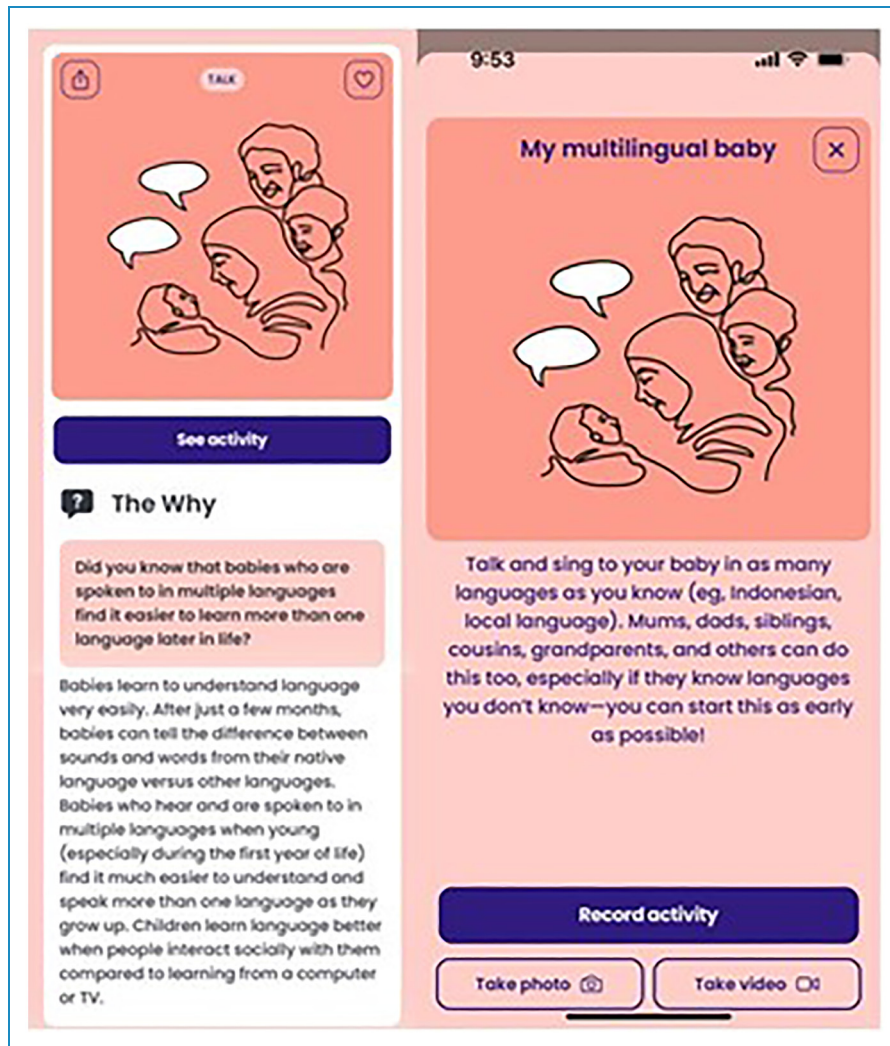 TALK
See activity
? The Why
Did you know that babies who are
spoken to in multiple languages
find it easier to learn more than one
language later in life?
Babies learn to understand language
very easily. After just a few months,
babies can tell the difference between
sounds and words from their native
language versus other languages.
Babies who hear and are spoken to in
multiple languages when young
(especially during the first year of life)
find it much easier to understand and
speak more than one language as they
grow up. Children learn language better
when people interact socially with them
compared to learning from a computer
or TV.
9:53
My multilingual baby
Talk and sing to your baby in as many
languages as you know (eg, Indonesian,
local language). Mums, dads, siblings,
cousins, grandparents, and others can do
this too, especially if they know languages
you don't know—you can start this as early
as possible!
Record activity
Take photo
Take video